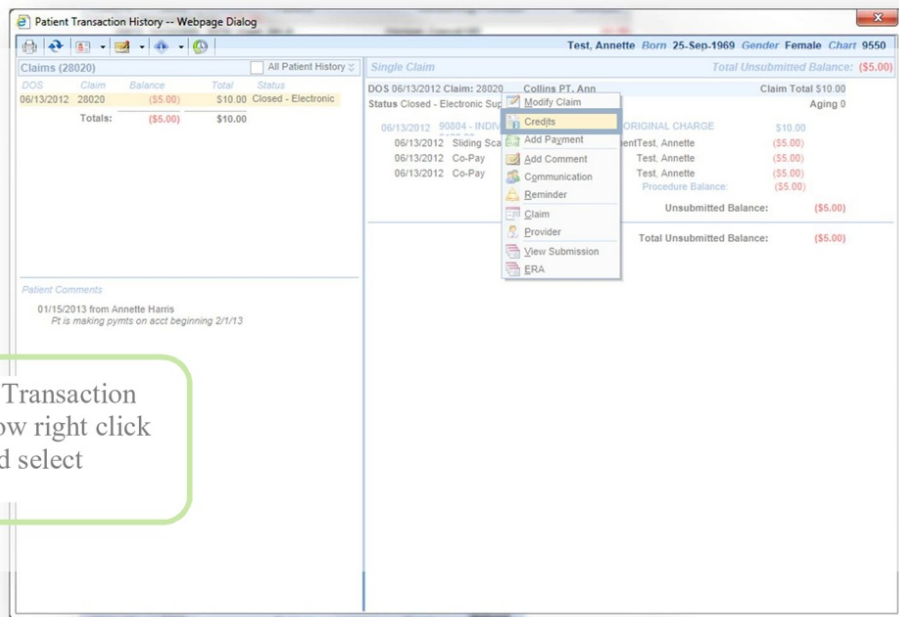 Patient Transaction History -- Webpage Dialog
Test, Annette Born 25-Sep-1969 Gender Female Chart 9550
Claims (28020) All Patient History
DOS Claim Balance Total Status
06/13/2012 28020 ($5.00) $10.00 Closed - Electronic
Totals: ($5.00) $10.00
Single Claim Total Unsubmitted Balance: ($5.00)
DOS 06/13/2012 Claim: 28020 Collins PT, Ann Claim Total $10.00
Status Closed - Electronic Sup Aging 0
06/13/2012 90804 - INDIV ORIGINAL CHARGE $10.00
06/13/2012 Sliding Sca entTest, Annette ($5.00)
06/13/2012 Co-Pay Test, Annette ($5.00)
06/13/2012 Co-Pay Test, Annette ($5.00)
Procedure Balance: ($5.00)
Unsubmitted Balance: ($5.00)
Total Unsubmitted Balance: ($5.00)
Modify Claim
Credits
Add Payment
Add Comment
Communication
Reminder
Claim
Provider
View Submission
ERA
Patient Comments
01/15/2013 from Annette Harris
Pt is making pymts on acct beginning 2/1/13
Transaction
ow right click
d select